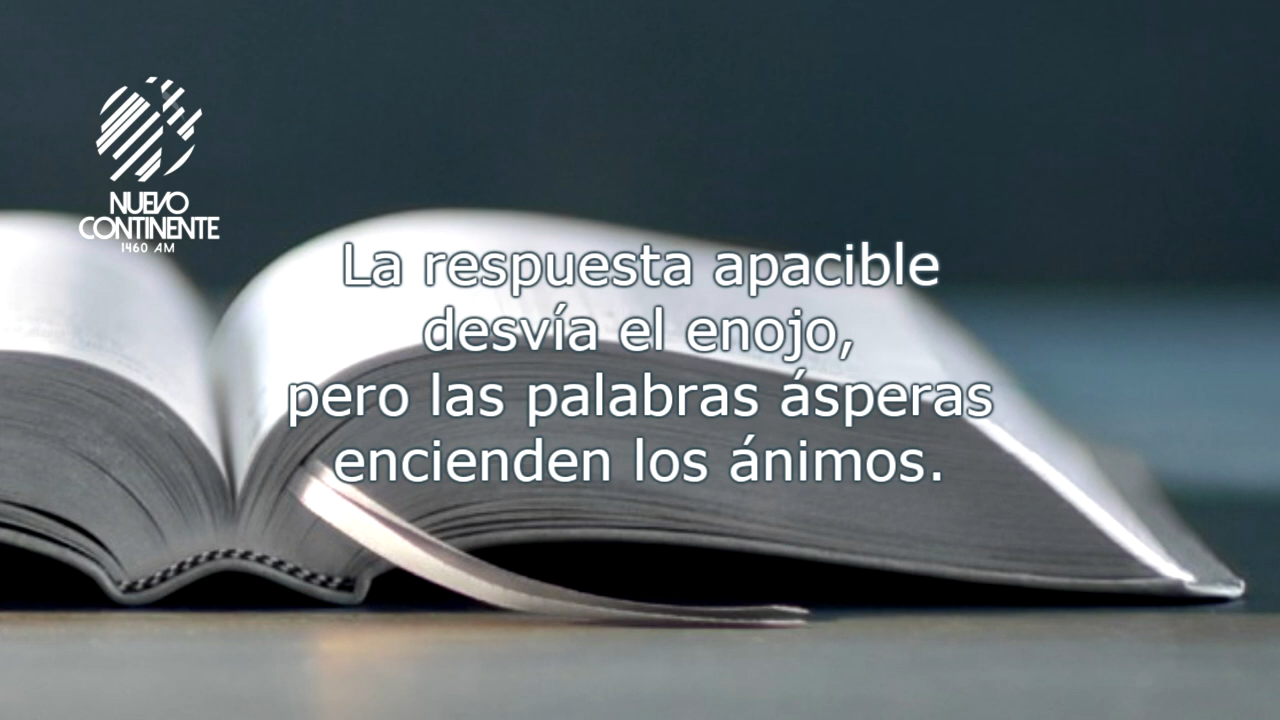 NUEVO
CONTINENTE
1460 AM
La respuesta apacible
desvía el enojo,
pero las palabras ásperas
encienden los ánimos.